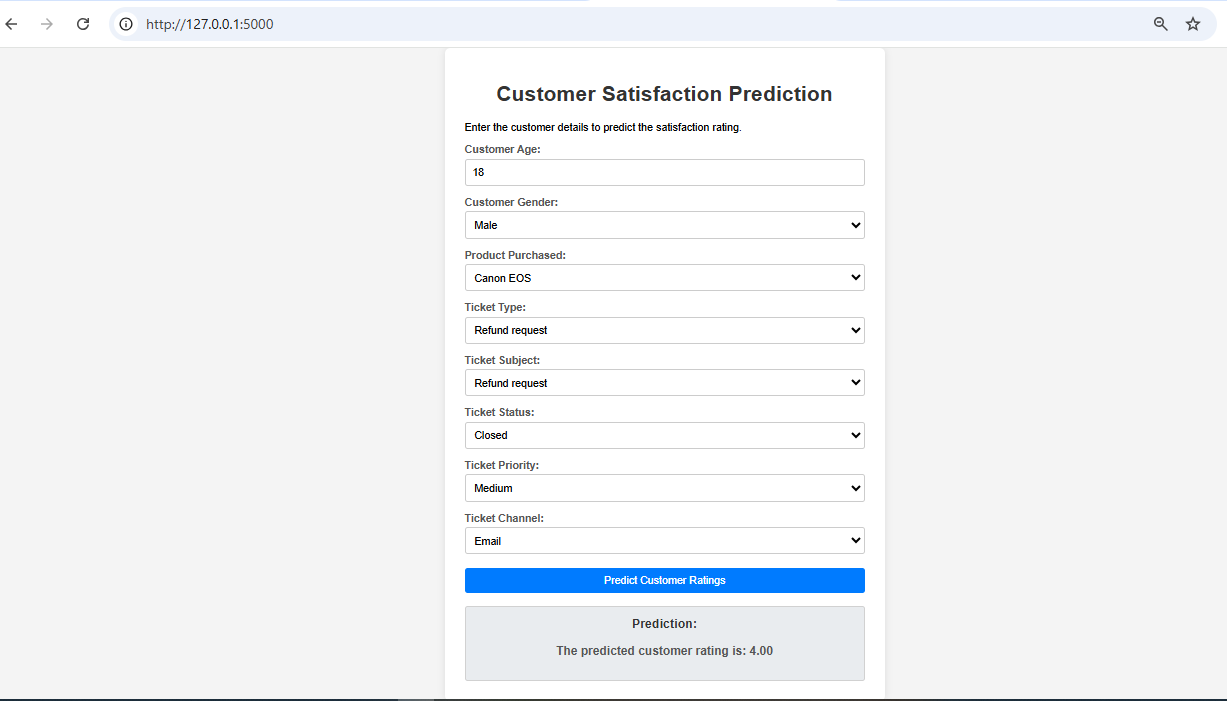 http://127.0.0.1:5000
Customer Satisfaction Prediction
Enter the customer details to predict the satisfaction rating.
Customer Age:
18
Customer Gender:
Male
Product Purchased:
Canon EOS
Ticket Type:
Refund request
Ticket Subject:
Refund request
Ticket Status:
Closed
Ticket Priority:
Medium
Ticket Channel:
Email
Predict Customer Ratings
Prediction:
The predicted customer rating is: 4.00